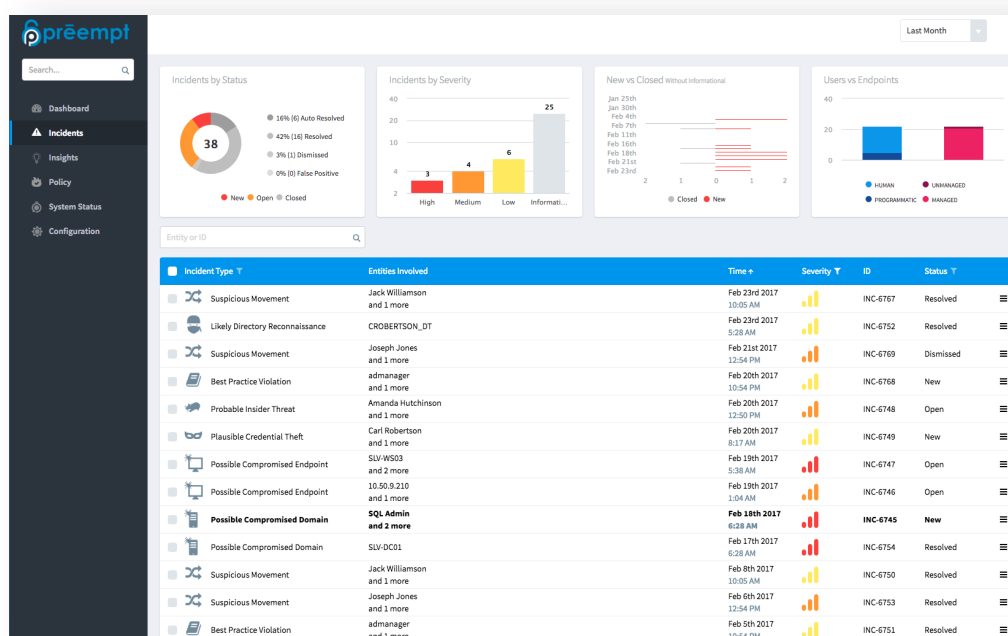 prēempt
Last Month
Search...
Dashboard
Incidents
Insights
Policy
System Status
Configuration
Incidents by Status
38
16% (6) Auto Resolved
42% (16) Resolved
3% (1) Dismissed
0% (0) False Positive
New Open Closed
Incidents by Severity
40
20
10
4
2
3
4
6
25
High Medium Low Informati...
New vs Closed Without Informational
Jan 25th
Jan 30th
Feb 4th
Feb 7th
Feb 11th
Feb 16th
Feb 18th
Feb 21st
Feb 23rd
2 1 0 1 2
Closed New
Users vs Endpoints
40
20
0
HUMAN UNMANAGED
PROGRAMMATIC MANAGED
Entity or ID
Incident Type Entities Involved Time Severity ID Status
Suspicious Movement Jack Williamson Feb 23rd 2017 INC-6767 Resolved
and 1 more 10:05 AM
Likely Directory Reconnaissance CROBERTSON_DT Feb 23rd 2017 INC-6752 Resolved
5:28 AM
Suspicious Movement Joseph Jones Feb 21st 2017 INC-6769 Dismissed
and 1 more 12:54 PM
Best Practice Violation admanager Feb 20th 2017 INC-6768 New
and 1 more 10:54 PM
Probable Insider Threat Amanda Hutchinson Feb 20th 2017 INC-6748 Open
and 1 more 12:50 PM
Plausible Credential Theft Carl Robertson Feb 20th 2017 INC-6749 New
and 1 more 8:17 AM
Possible Compromised Endpoint SLV-WS03 Feb 19th 2017 INC-6747 Open
and 2 more 5:38 AM
Possible Compromised Endpoint 10.50.9.210 Feb 19th 2017 INC-6746 Open
and 1 more 1:04 AM
Possible Compromised Domain SQL Admin Feb 18th 2017 INC-6745 New
and 2 more 6:28 AM
Possible Compromised Domain SLV-DC01 Feb 17th 2017 INC-6754 Resolved
6:28 AM
Suspicious Movement Jack Williamson Feb 8th 2017 INC-6750 Resolved
and 1 more 10:05 AM
Suspicious Movement Joseph Jones Feb 6th 2017 INC-6753 Resolved
and 1 more 12:54 PM
Best Practice Violation admanager Feb 5th 2017 INC-6751 Resolved
and 1 more 10:54 PM